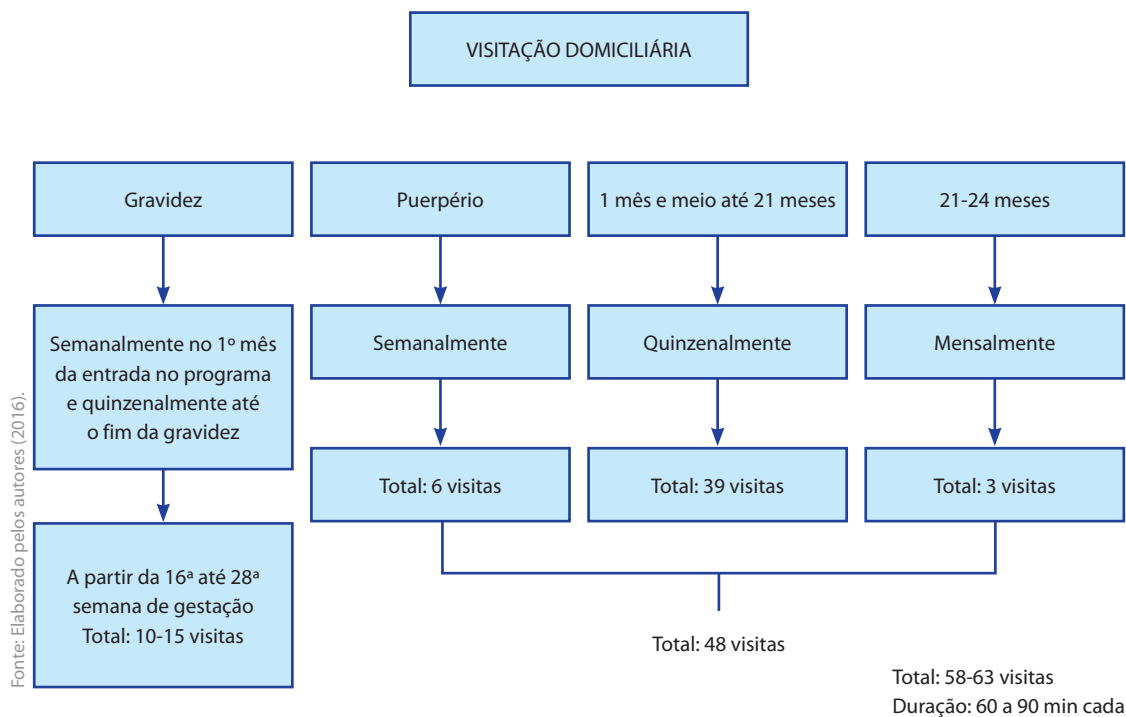 VISITAÇÃO DOMICILIÁRIA
Gravidez
Puerpério
1 mês e meio até 21 meses
21-24 meses
Semanalmente no 1º mês
da entrada no programa
e quinzenalmente até
o fim da gravidez
Semanalmente
Quinzenalmente
Mensalmente
Total: 6 visitas
Total: 39 visitas
Total: 3 visitas
A partir da 16ª até 28ª
semana de gestação
Total: 10-15 visitas
Total: 48 visitas
Total: 58-63 visitas
Duração: 60 a 90 min cada
Fonte: Elaborado pelos autores (2016).